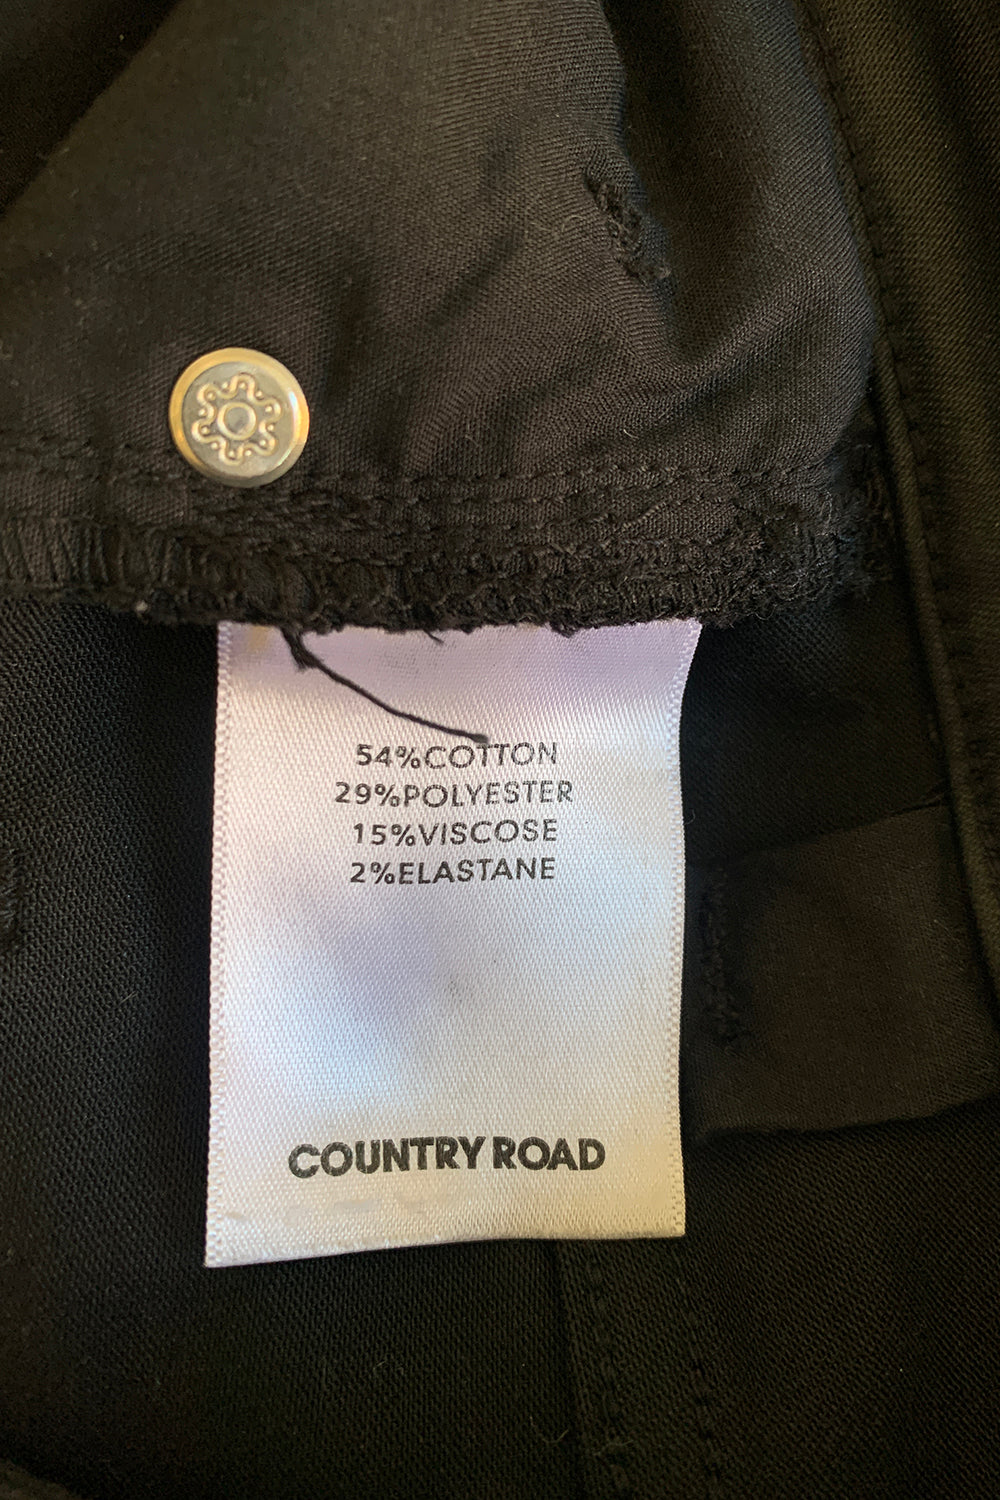 54%COTTON
29%POLYESTER
15%VISCOSE
2%ELASTANE
COUNTRY ROAD